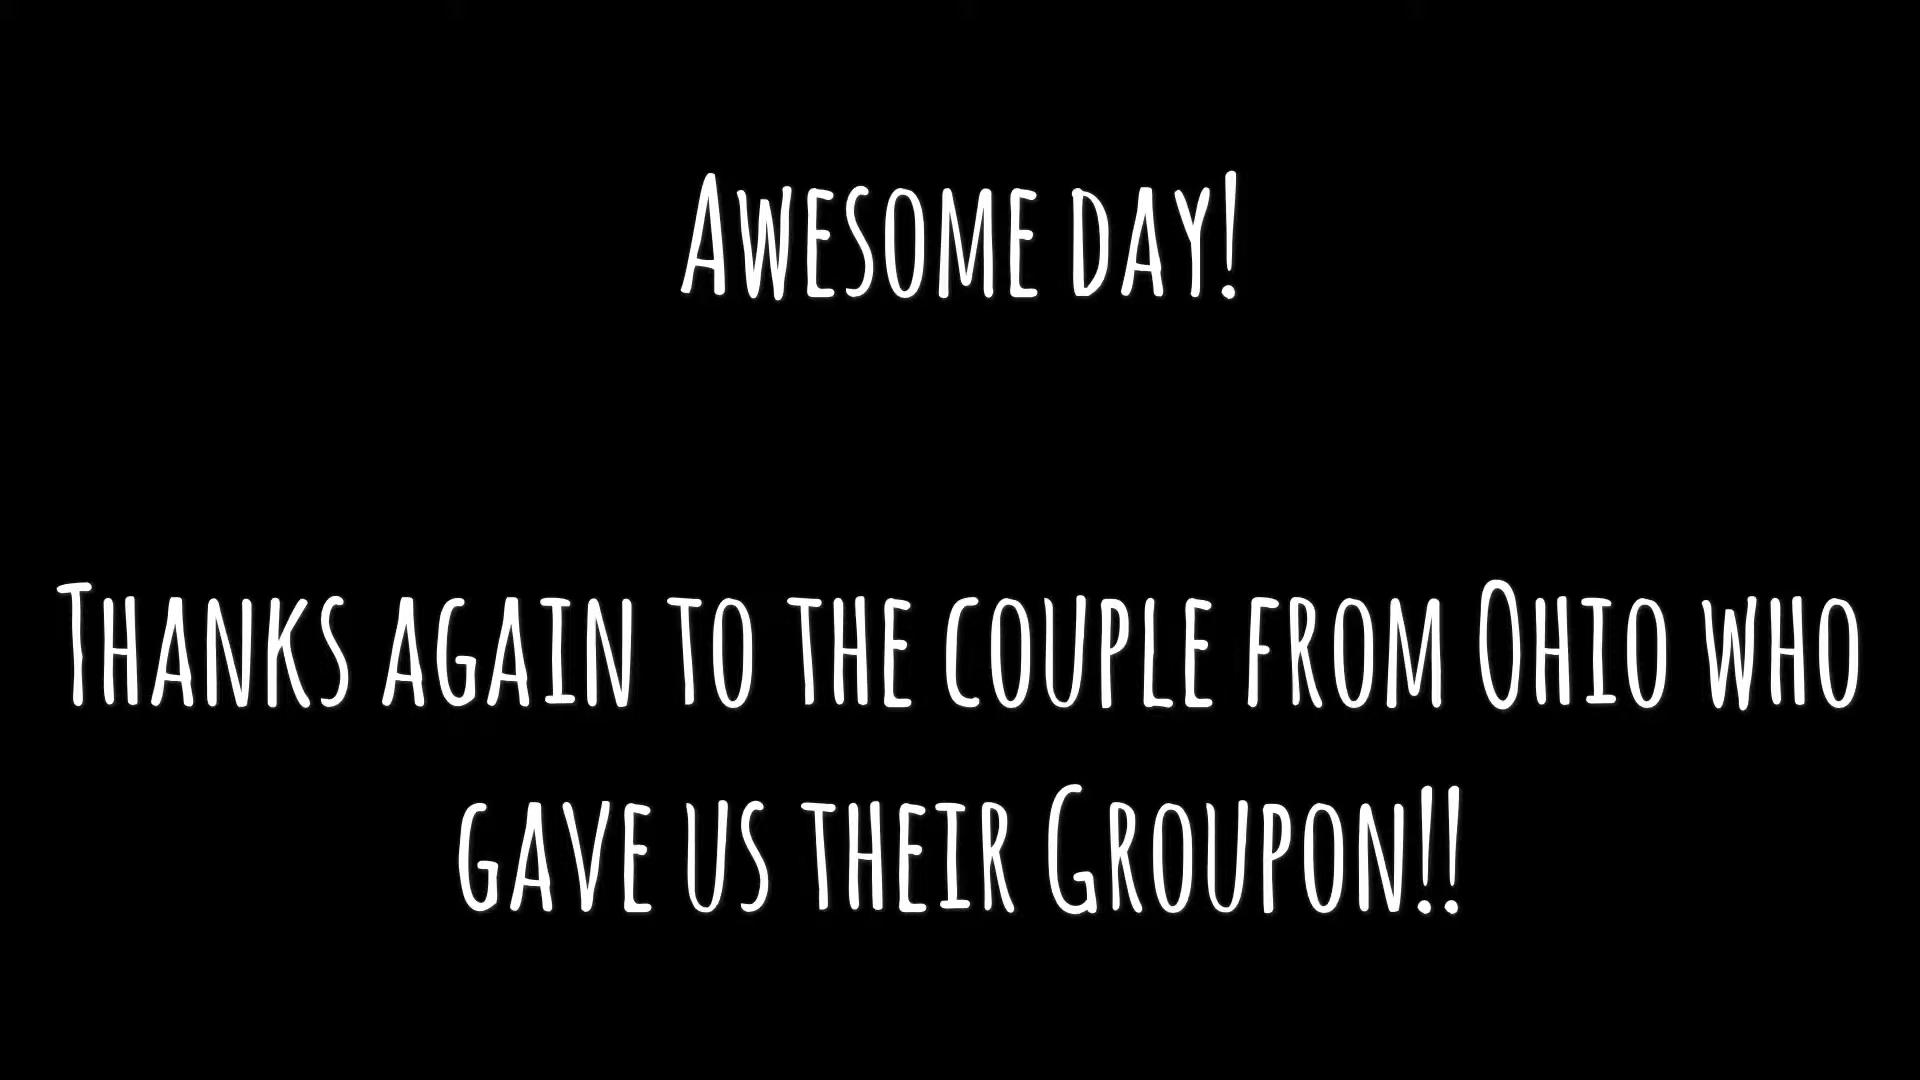 Awesome day!
Thanks again to the couple from Ohio who
gave us their Groupon!!